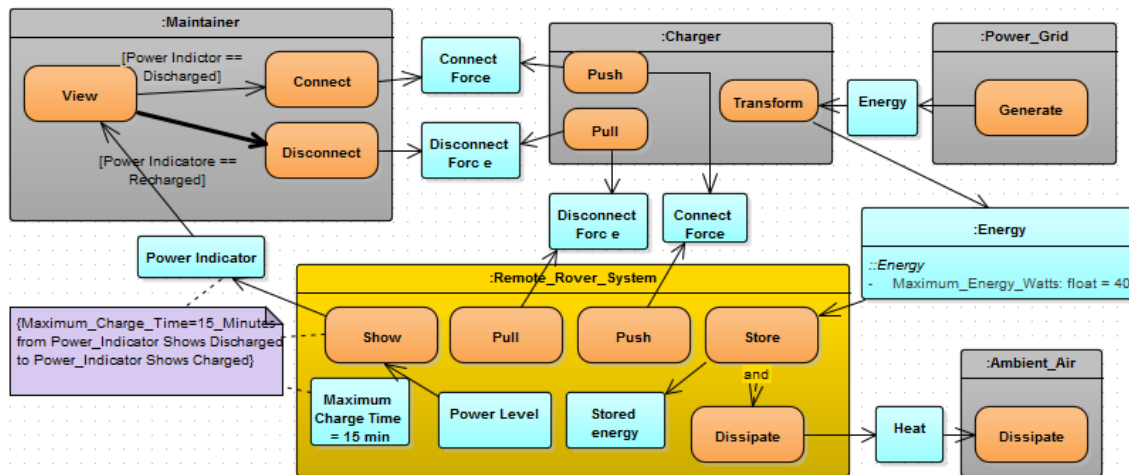 :Maintainer
[Power Indictor ==
Discharged]
View
Connect
Disconnect
[Power Indicatore ==
Recharged]
Connect
Force
Disconnect
Forc e
:Charger
Push
Pull
Transform
Energy
:Power_Grid
Generate
Disconnect
Forc e
Connect
Force
:Energy
::Energy
- Maximum_Energy_Watts: float = 40
Power Indicator
{Maximum_Charge_Time=15_Minutes
from Power_Indicator Shows Discharged
to Power_Indicator Shows Charged}
:Remote_Rover_System
Show
Pull
Push
Store
and
Maximum
Charge Time
= 15 min
Power Level
Stored
energy
Dissipate
Heat
:Ambient_Air
Dissipate